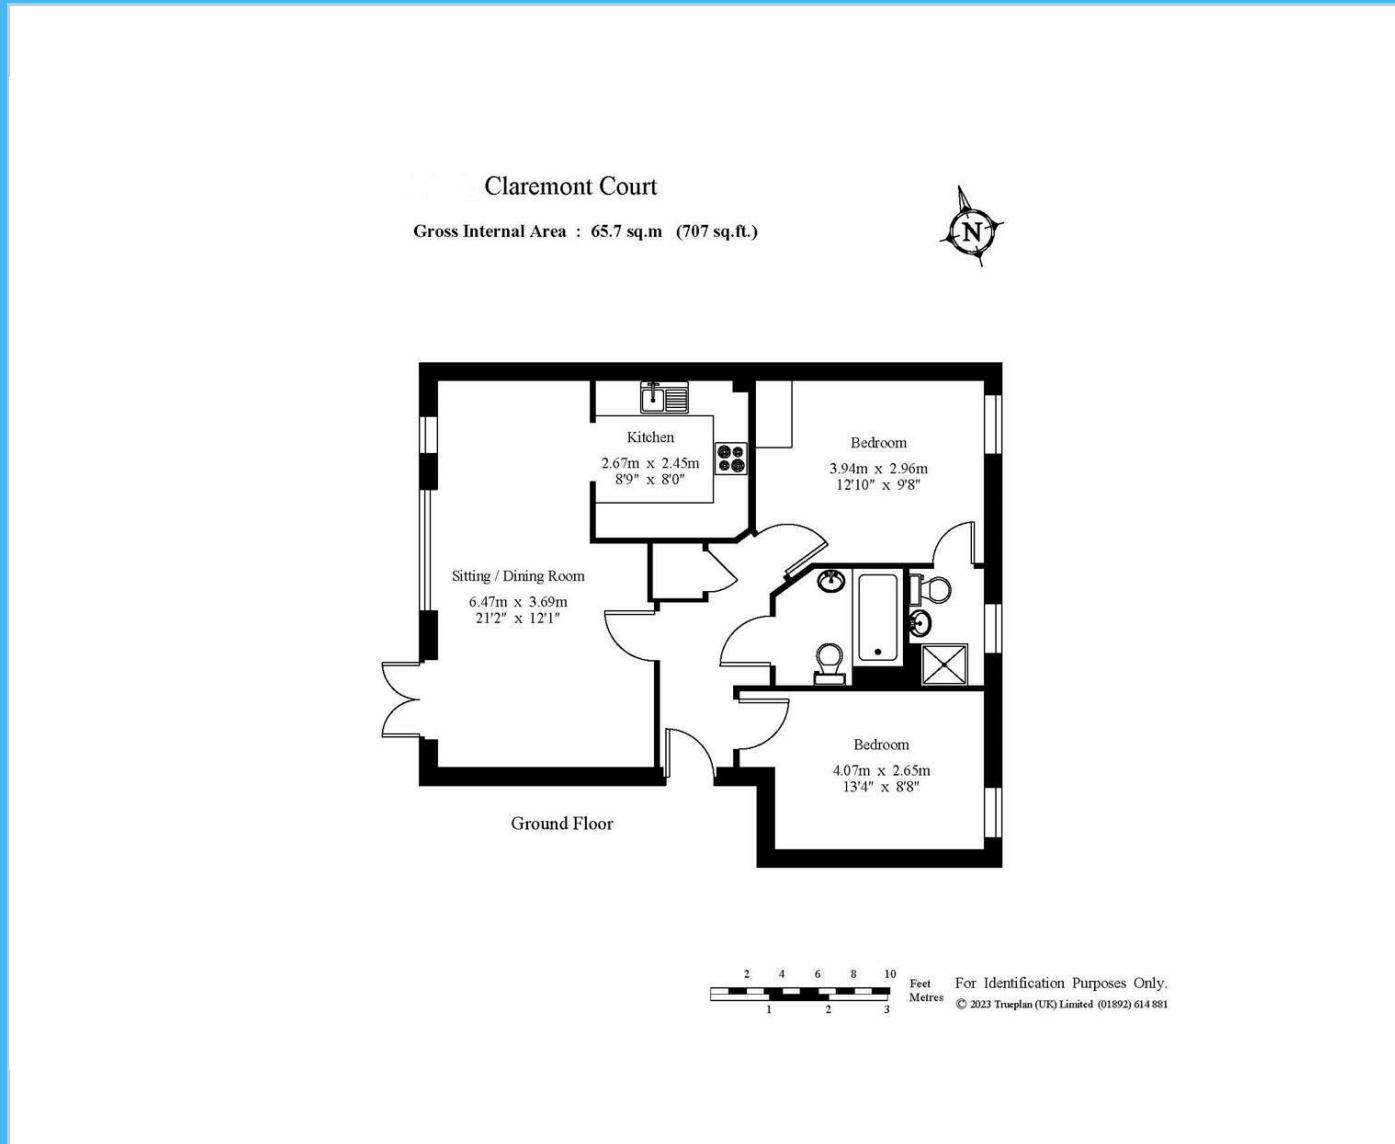 Claremont Court
Gross Internal Area : 65.7 sq.m (707 sq.ft.)
N
Kitchen
2.67m x 2.45m
8'9" x 8'0"
Bedroom
3.94m x 2.96m
12'10" x 9'8"
Sitting / Dining Room
6.47m x 3.69m
21'2" x 12'1"
Bedroom
4.07m x 2.65m
13'4" x 8'8"
Ground Floor
2 4 6 8 10 Feet
Metres
1 2 3
For Identification Purposes Only.
© 2023 Trueplan (UK) Limited (01892) 614 881